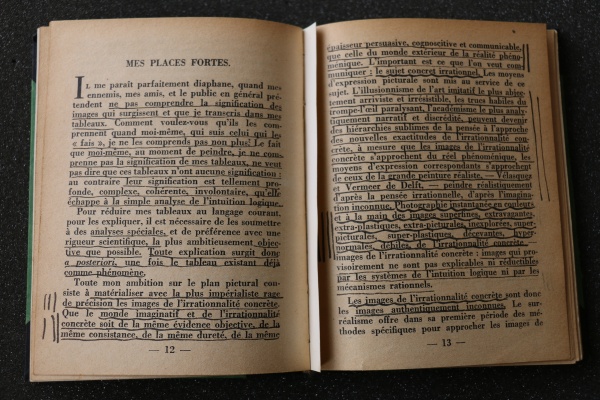 MES PLACES FORTES.
IL me paraît parfaitement diaphane, quand mes
ennemis, mes amis, et le public en général pré-
tendent ne pas comprendre la signification des
images qui surgissent et que je transcris dans mes
tableaux. Comment voulez-vous qu'ils les com-
prennent quand moi-même, qui suis celui qui les
« fais », je ne les comprends pas non plus! Le fait
que moi-même, au moment de peindre, je ne com-
prenne pas la signification de mes tableaux, ne veut
pas dire que ces tableaux n'ont aucune signification :
au contraire leur signification est tellement pro-
fonde, complexe, cohérente, involontaire, qu'elle
échappe à la simple analyse de l'intuition logique.
Pour réduire mes tableaux au langage courant,
pour les expliquer, il est nécessaire de les soumettre
à des analyses spéciales, et de préférence avec une
rigueur scientifique, la plus ambitieusement objec-
tive que possible. Toute explication surgit donc
a posteriori, une fois le tableau existant déjà
comme phénomène.
Toute mon ambition sur le plan pictural con-
siste à matérialiser avec la plus impérialiste rage
de précision les images de l'irrationnalité concrète.
Que le monde imaginatif et de l'irrationnalité
concrète soit de la même évidence objective, de la
même consistance, de la même dureté, de la même
— 12 —
épaisseur persuasive, cognoscitive et communicable,
que celle du monde extérieur de la réalité phéno-
ménique. L'important est ce que l'on veut com-
muniquer : le sujet concret irrationnel. Les moyens
d'expression picturale sont mis au service de ce
sujet. L'illusionnisme de l'art imitatif le plus abjec-
tement arriviste et irrésistible, les trucs habiles du
trompe-l'œil paralysant, l'académisme le plus analy-
tiquement narratif et discrédité, peuvent devenir
des hiérarchies sublimes de la pensée à l'approche
des nouvelles exactitudes de l'irrationnalité con-
crète, à mesure que les images de l'irrationnalité
concrète s'approchent du réel phénoménique, les
moyens d'expression correspondants s'approchent
de ceux de la grande peinture réaliste. — Vélasquez
et Vermeer de Delft, — peindre réalistiquement
d'après la pensée irrationnelle, d'après l'imagina-
tion inconnue. Photographie instantanée en couleurs
et à la main des images superfines, extravagantes,
extra-plastiques, extra-picturales, inexplorées, super-
picturales, super-plastiques, décevantes, hyper-
normales, débiles, de l'irrationnalité concrète —
images de l'irrationnalité concrète : images qui pro-
visoirement ne sont pas explicables ni réductibles
par les systèmes de l'intuition logique ni par les
mécanismes rationnels.
Les images de l'irrationnalité concrète sont donc
les images authentiquement inconnues. Le sur-
réalisme offre dans sa première période des mé-
thodes spécifiques pour approcher les images de
— 13 —